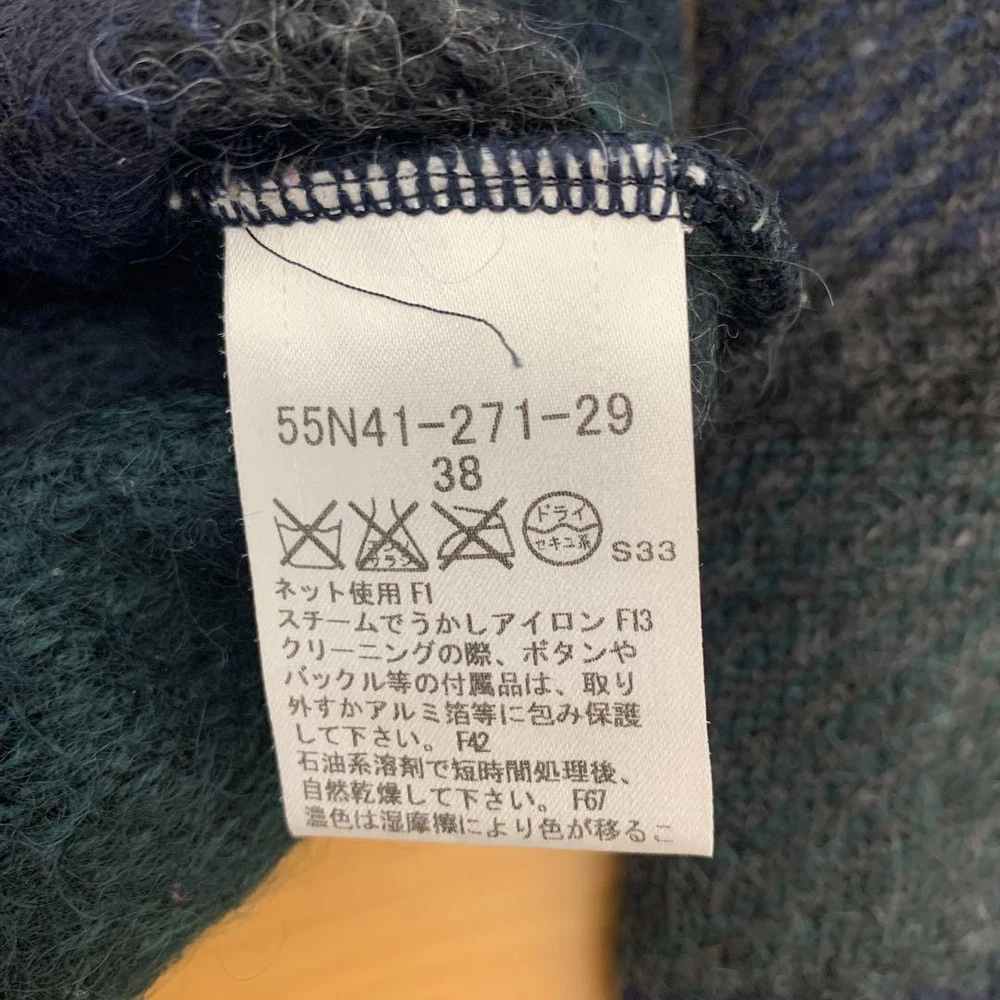 55N41-271-29
38
ドライ
セキユ系
S33
ネット使用 F1
スチームでうかしアイロン F13
クリーニングの際、ボタンや
バックル等の付属品は、取り
外すかアルミ箔等に包み保護
して下さい。 F42
石油系溶剤で短時間処理後、
自然乾燥して下さい。 F67
濃色は湿摩擦により色が移るこ